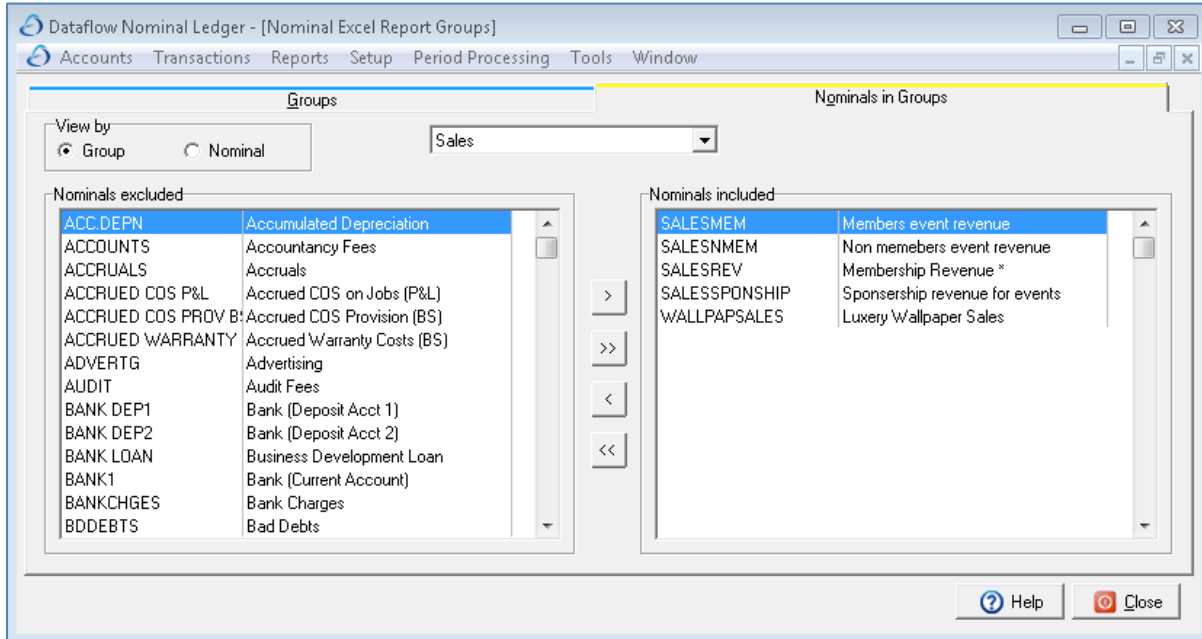 Dataflow Nominal Ledger - [Nominal Excel Report Groups]
Accounts Transactions Reports Setup Period Processing Tools Window
Groups Nominals in Groups
View by
Group Nominal Sales
Nominals excluded Nominals included
ACC.DEPN Accumulated Depreciation SALESMEM Members event revenue
ACCOUNTS Accountancy Fees SALESNMEM Non memebers event revenue
ACCRUALS Accruals SALESREV Membership Revenue *
ACCRUED COS P&L Accrued COS on Jobs (P&L) > SALESSPONSHIP Sponsership revenue for events
ACCRUED COS PROV B Accrued COS Provision (BS) WALLPAPSALES Luxery Wallpaper Sales
ACCRUED WARRANTY Accrued Warranty Costs (BS) >>
ADVERTG Advertising
AUDIT Audit Fees <
BANK DEP1 Bank (Deposit Acct 1)
BANK DEP2 Bank (Deposit Acct 2) <<
BANK LOAN Business Development Loan
BANK1 Bank (Current Account)
BANKCHGES Bank Charges
BDDEBTS Bad Debts
Help Close